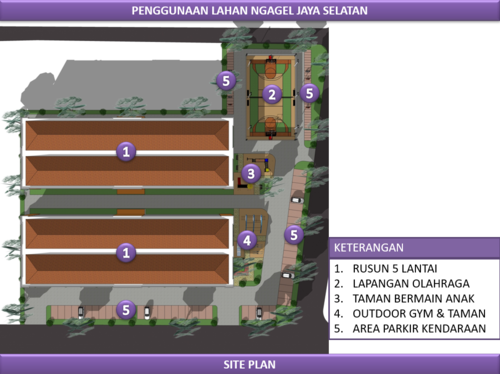 PENGGUNAAN LAHAN NGAGEL JAYA SELATAN
5
2
5
1
3
4
5
1
5
KETERANGAN
1. RUSUN 5 LANTAI
2. LAPANGAN OLAHRAGA
3. TAMAN BERMAIN ANAK
4. OUTDOOR GYM & TAMAN
5. AREA PARKIR KENDARAAN
SITE PLAN